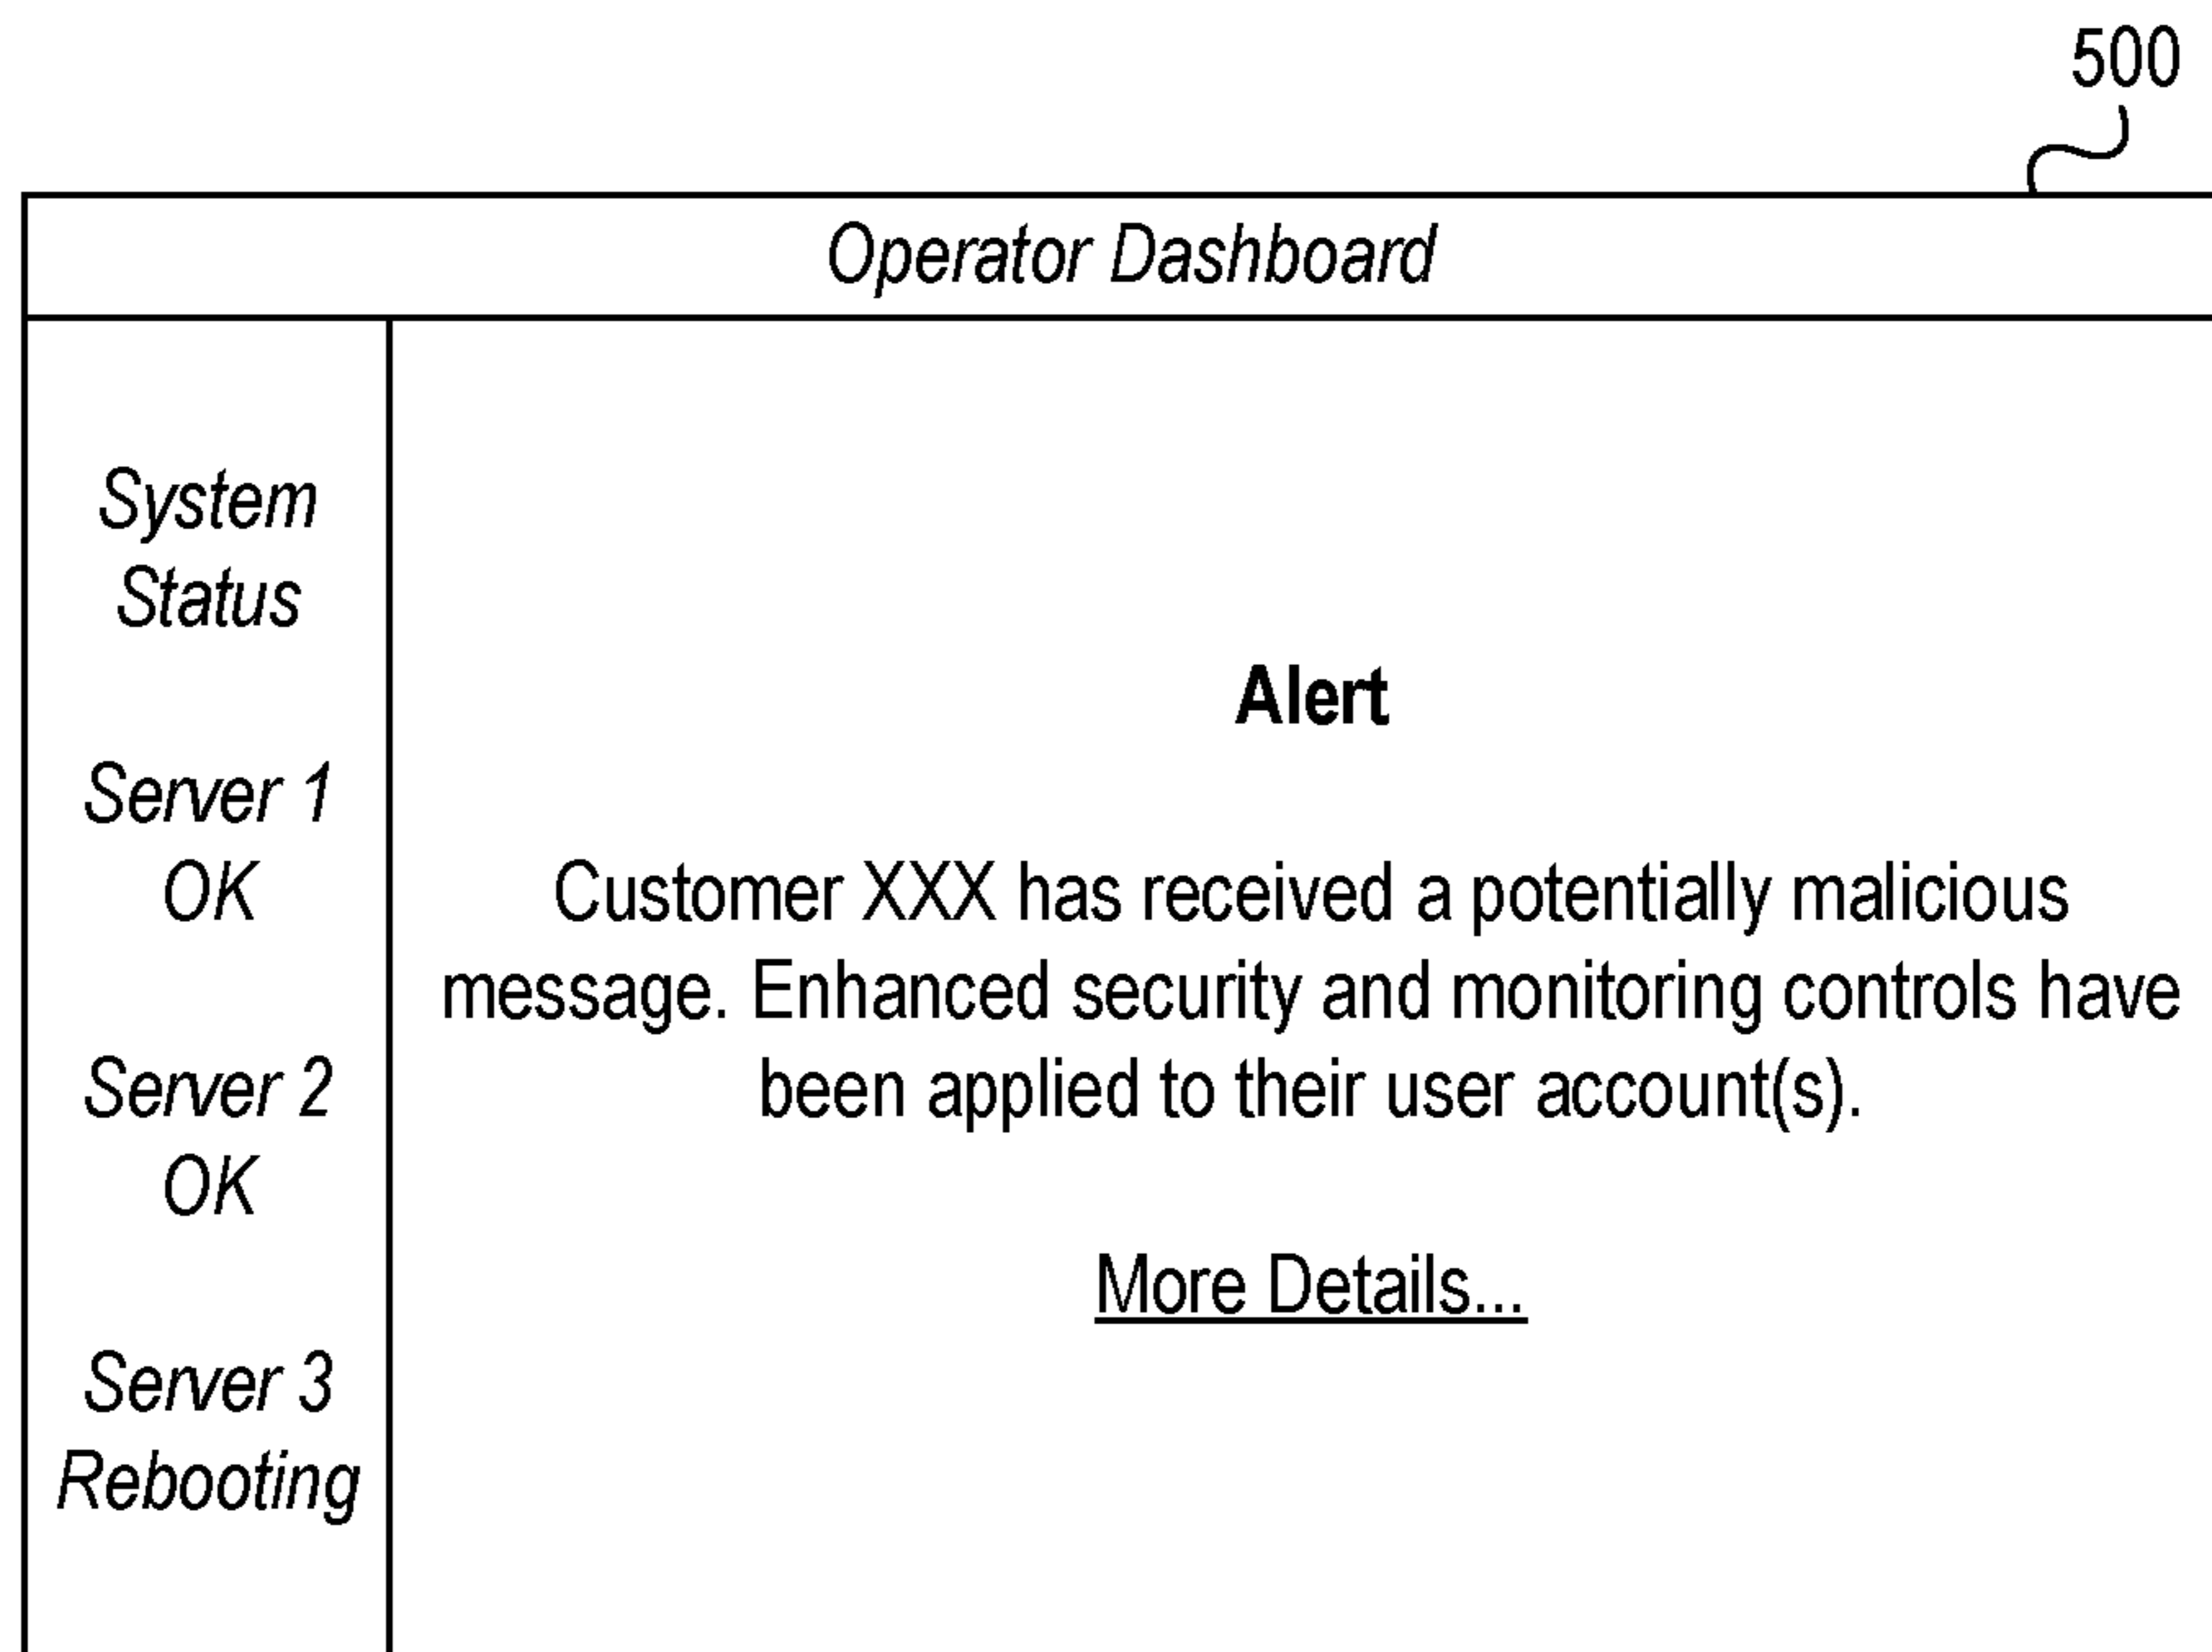 500
Operator Dashboard
System
Status
Server 1
OK
Server 2
OK
Server 3
Rebooting
Alert
Customer XXX has received a potentially malicious
message. Enhanced security and monitoring controls have
been applied to their user account(s).
More Details...